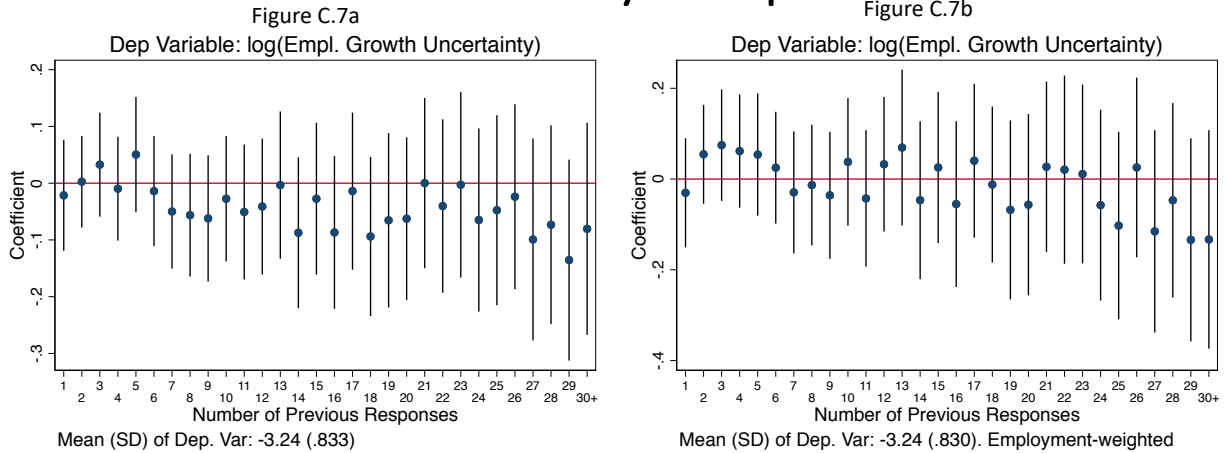 Figure C.7a
Dep Variable: log(Empl. Growth Uncertainty)
Coefficient
.2
.1
0
-.1
-.2
-.3
1 3 5 7 9 11 13 15 17 19 21 23 25 27 29
2 4 6 8 10 12 14 16 18 20 22 24 26 28 30+
Number of Previous Responses
Mean (SD) of Dep. Var: -3.24 (.833)
Figure C.7b
Dep Variable: log(Empl. Growth Uncertainty)
Coefficient
.2
0
-.2
-.4
1 3 5 7 9 11 13 15 17 19 21 23 25 27 29
2 4 6 8 10 12 14 16 18 20 22 24 26 28 30+
Number of Previous Responses
Mean (SD) of Dep. Var: -3.24 (.830). Employment-weighted